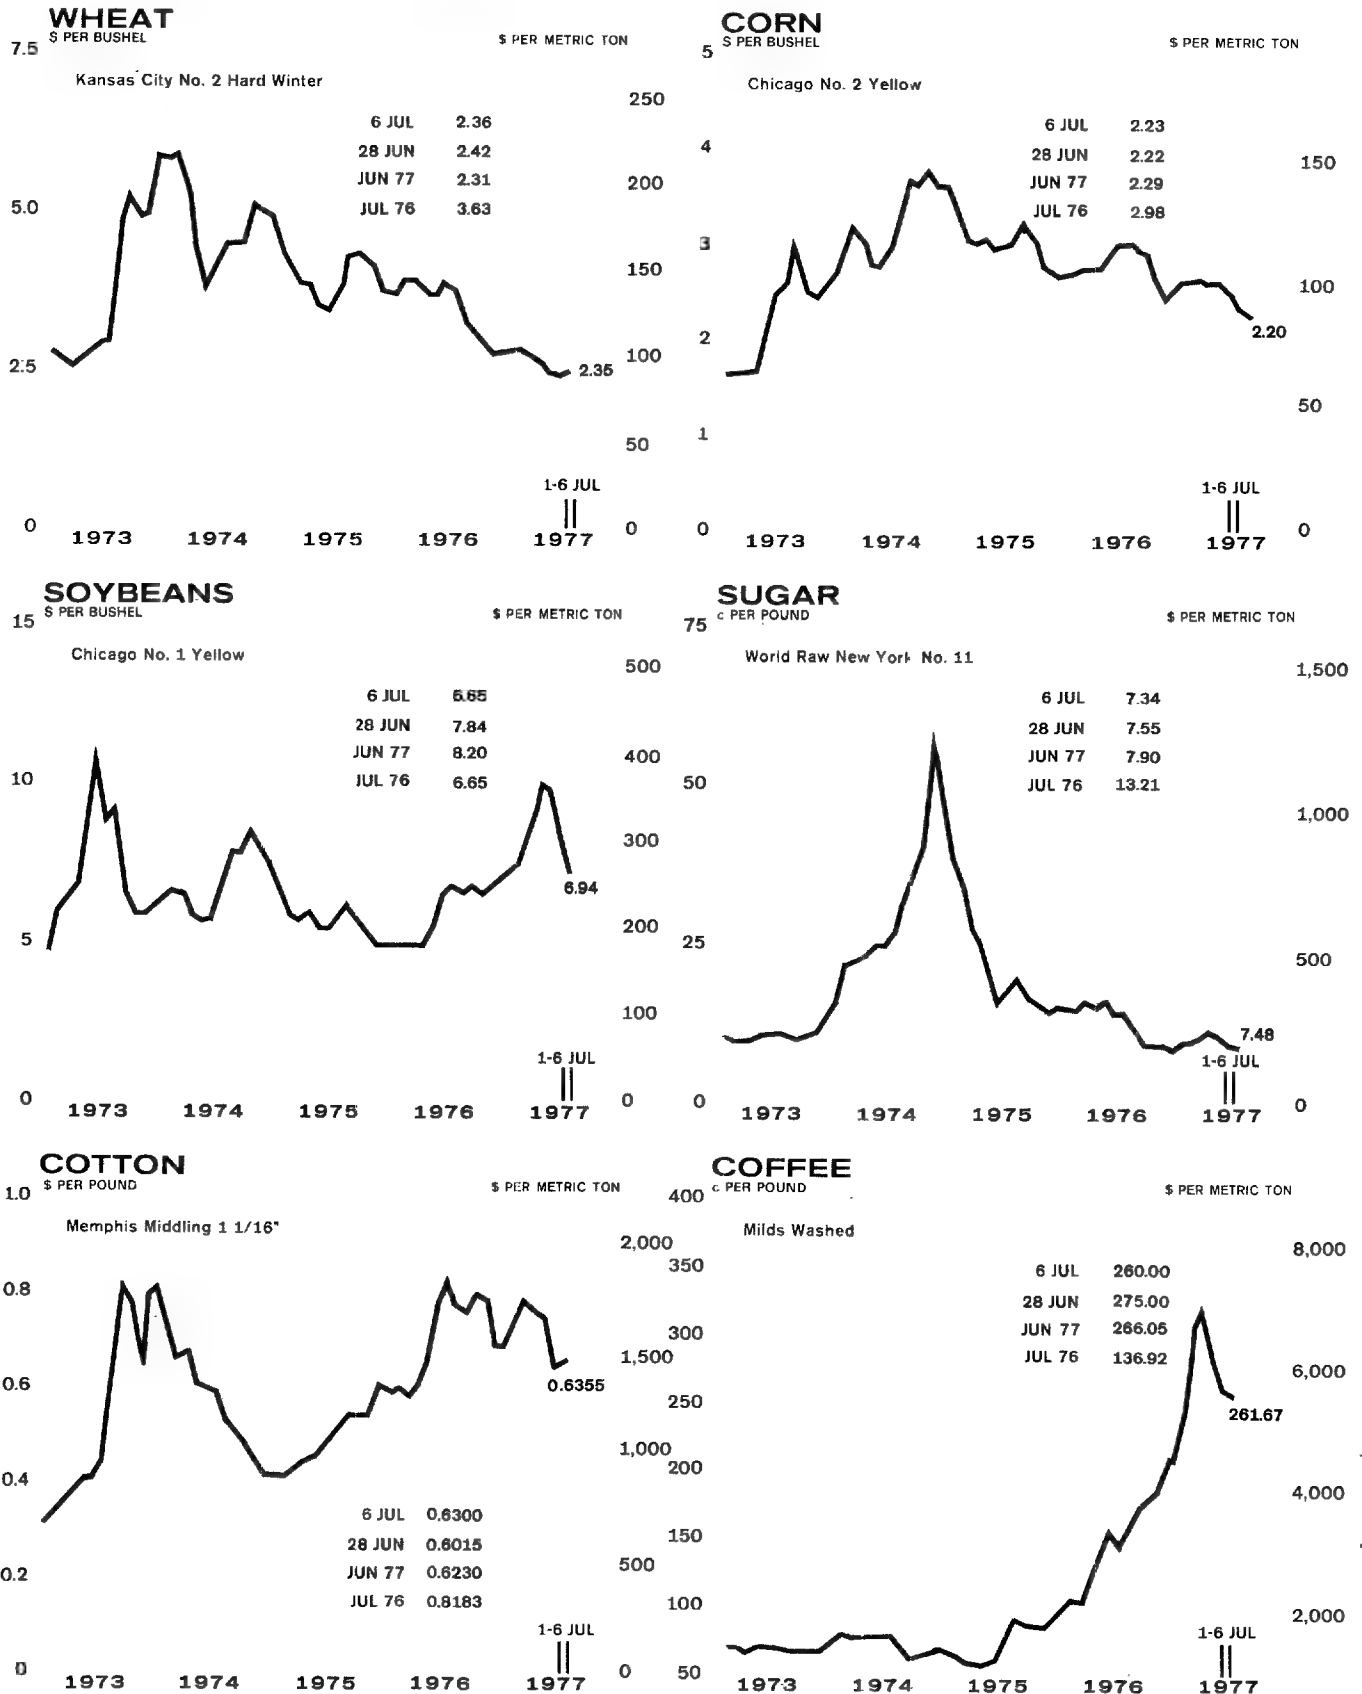 WHEAT
$ PER BUSHEL
$ PER METRIC TON
Kansas City No. 2 Hard Winter
6 JUL 2.36
28 JUN 2.42
JUN 77 2.31
JUL 76 3.63
7.5
5.0
2.5
0
250
200
150
100
50
0
2.35
1-6 JUL
1973 1974 1975 1976 1977
CORN
$ PER BUSHEL
$ PER METRIC TON
Chicago No. 2 Yellow
6 JUL 2.23
28 JUN 2.22
JUN 77 2.29
JUL 76 2.98
5
4
3
2
1
0
150
100
50
0
2.20
1-6 JUL
1973 1974 1975 1976 1977
SOYBEANS
$ PER BUSHEL
$ PER METRIC TON
Chicago No. 1 Yellow
6 JUL 6.65
28 JUN 7.84
JUN 77 8.20
JUL 76 6.65
15
10
5
0
500
400
300
200
100
0
6.94
1-6 JUL
1973 1974 1975 1976 1977
SUGAR
c PER POUND
$ PER METRIC TON
World Raw New York No. 11
6 JUL 7.34
28 JUN 7.55
JUN 77 7.90
JUL 76 13.21
75
50
25
0
1,500
1,000
500
0
7.48
1-6 JUL
1973 1974 1975 1976 1977
COTTON
$ PER POUND
$ PER METRIC TON
Memphis Middling 1 1/16"
1.0
0.8
0.6
0.4
0.2
0
2,000
1,500
1,000
500
0
0.6355
6 JUL 0.6300
28 JUN 0.6015
JUN 77 0.6230
JUL 76 0.8183
1-6 JUL
1973 1974 1975 1976 1977
COFFEE
c PER POUND
$ PER METRIC TON
Milds Washed
6 JUL 260.00
28 JUN 275.00
JUN 77 266.05
JUL 76 136.92
400
350
300
250
200
150
100
50
8,000
6,000
4,000
2,000
261.67
1-6 JUL
1973 1974 1975 1976 1977